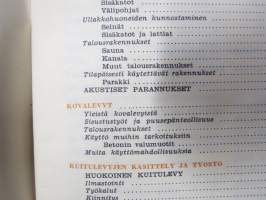 Sisäkatot
Välipohjat
Ullakkohuoneiden kunnostaminen
Seinät
Sisäkatot ja lattiat
Talousrakennukset
Sauna
Kanala
Muut talousrakennukset
Tilapäisesti käytettävät rakennukset
Parakki
AKUSTISET PARANNUKSET
KOVALEVYT
Yleistä kovalevyistä
Sisustustyöt ja puusepänteollisuus
Talousrakennukset
Käyttö muihin tarkoituksiin
Betonin valumuotit
Muita käyttömahdollisuuksia
KUITULEVYJEN KÄSITTELY JA TYÖSTÖ
HUOKOINEN KUITULEVY
Ilmastointi
Työkalut
Kiinnitys